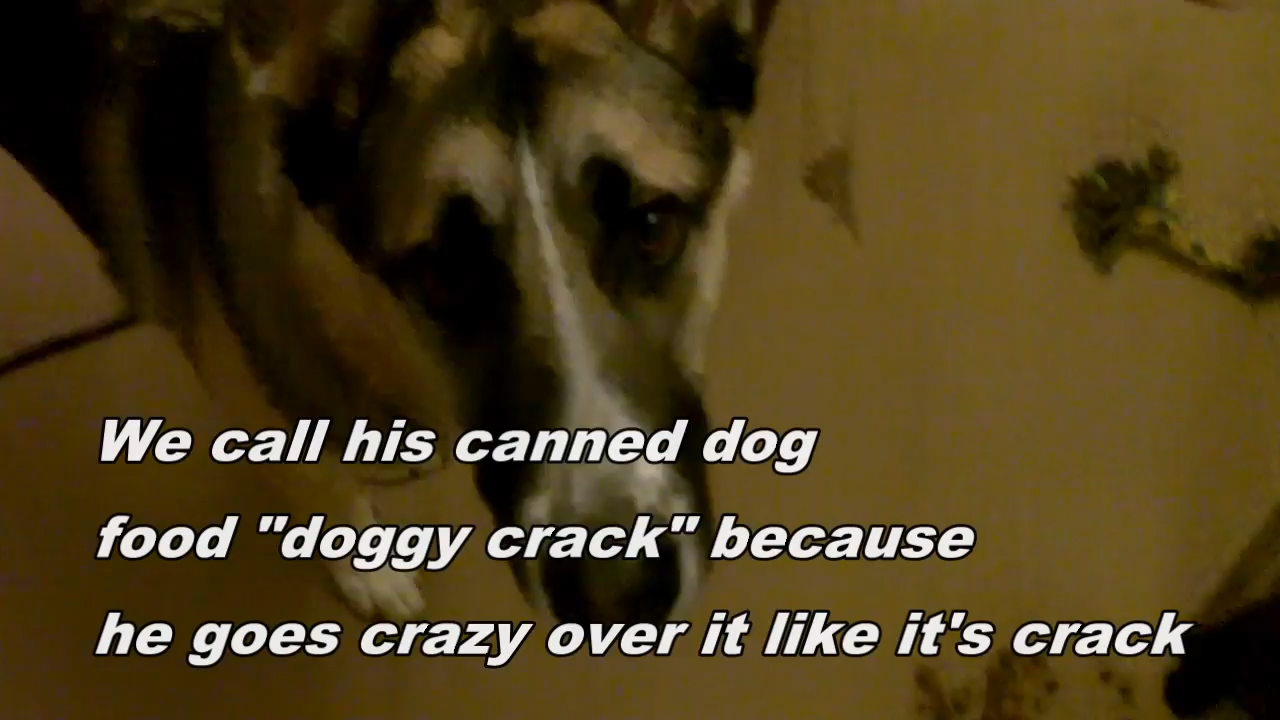 We call his canned dog
food "doggy crack" because
he goes crazy over it like it's crack